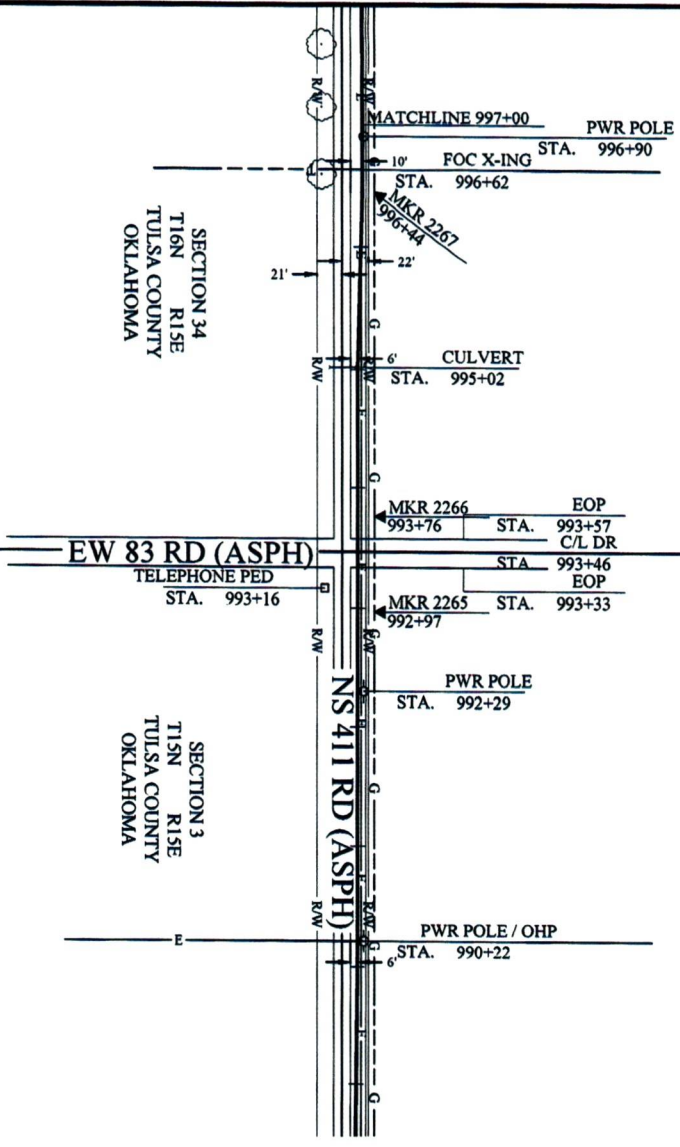 R/W
R/W
MATCHLINE 997+00
PWR POLE
STA. 996+90
G
10'
FOC X-ING
STA. 996+62
MKR 2267
996+44
SECTION 34
T16N R15E
TULSA COUNTY
OKLAHOMA
E
22'
21'
G
R/W
R/W
6'
CULVERT
STA. 995+02
E
G
MKR 2266
993+76
EOP
STA. 993+57
C/L DR
STA. 993+46
EW 83 RD (ASPH)
EOP
STA. 993+33
TELEPHONE PED
STA. 993+16
MKR 2265
992+97
R/W
G
R/W
PWR POLE
STA. 992+29
NS 411 RD (ASPH)
E
SECTION 3
T15N R15E
TULSA COUNTY
OKLAHOMA
G
E
R/W
R/W
PWR POLE / OHP
STA. 990+22
E
G
6'
E
G